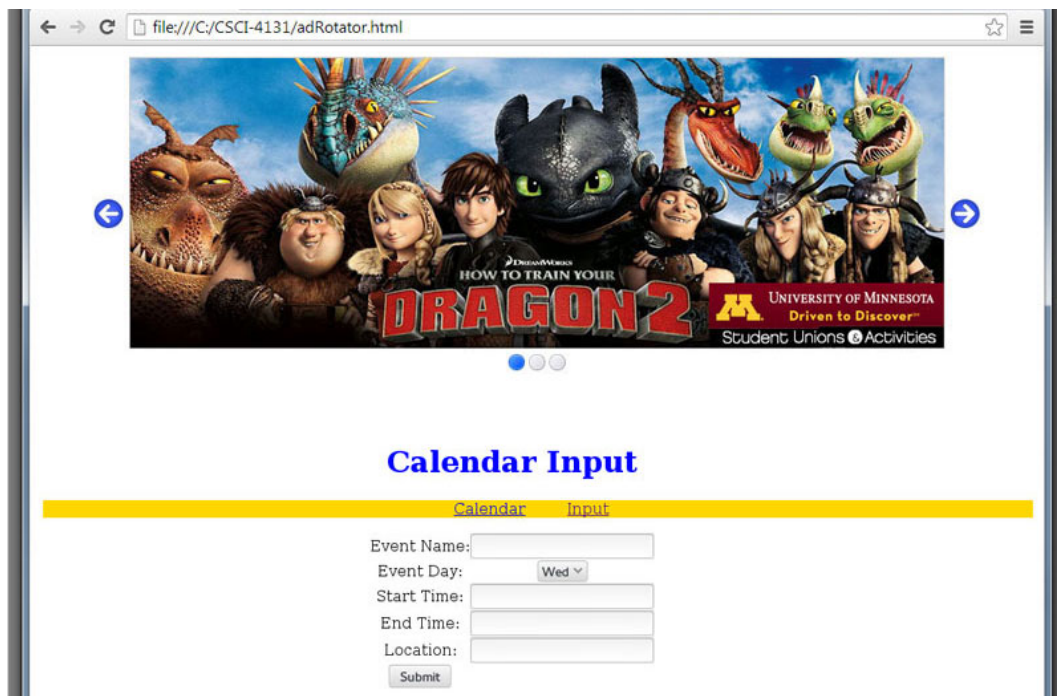 file:///C:/CSCI-4131/adRotator.html
DREAMWORKS
HOW TO TRAIN YOUR
DRAGON 2
M
UNIVERSITY OF MINNESOTA
Driven to Discover℠
Student Unions & Activities
Calendar Input
Calendar Input
Event Name:
Event Day: Wed
Start Time:
End Time:
Location:
Submit